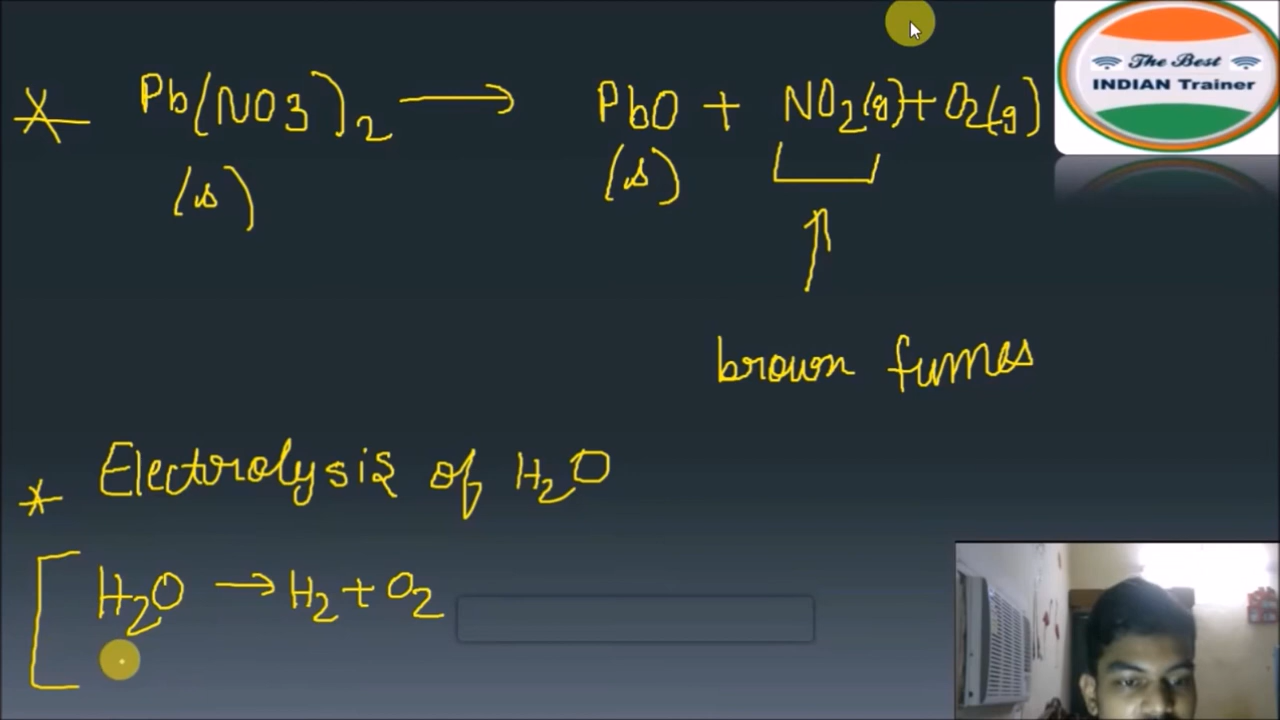 The Best
INDIAN Trainer
* Pb(NO3)2 → PbO + NO2(g) + O2(g)
(s) (s)
brown fumes
* Electrolysis of H2O
H2O → H2 + O2